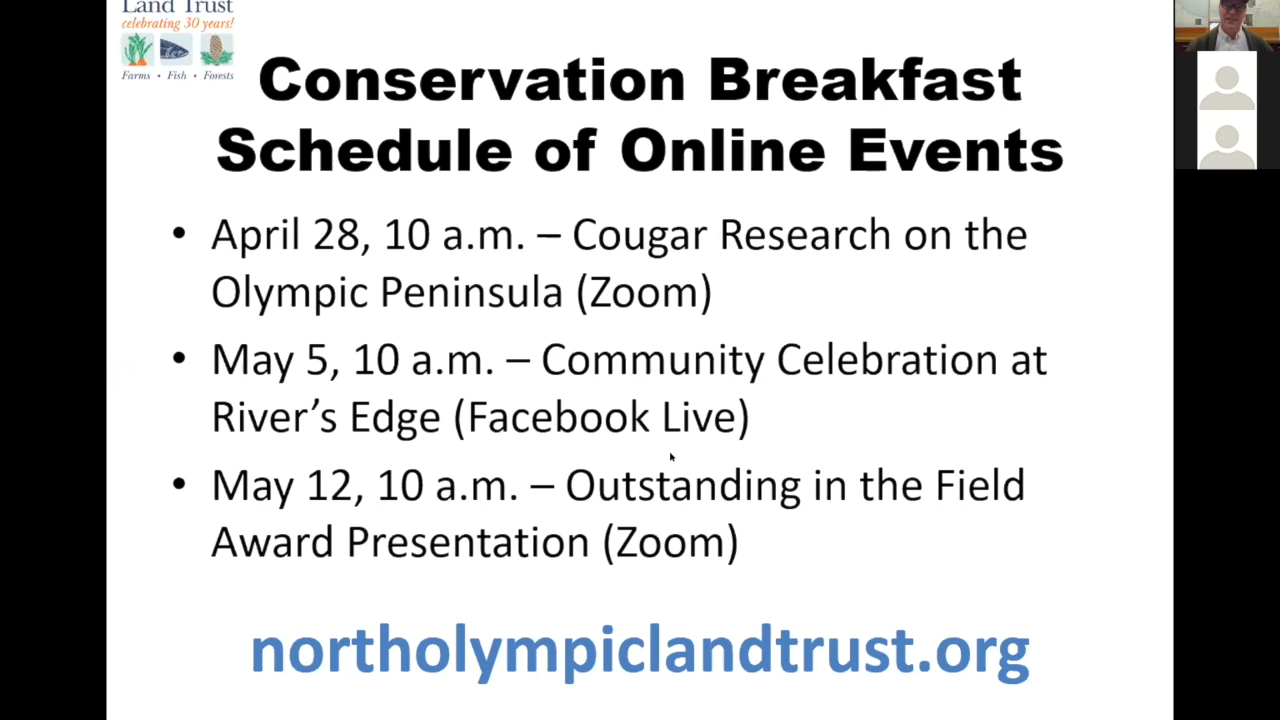 Land Trust
celebrating 30 years!
Farms • Fish • Forests
Conservation Breakfast
Schedule of Online Events
• April 28, 10 a.m. – Cougar Research on the
Olympic Peninsula (Zoom)
• May 5, 10 a.m. – Community Celebration at
River’s Edge (Facebook Live)
• May 12, 10 a.m. – Outstanding in the Field
Award Presentation (Zoom)
northolympiclandtrust.org